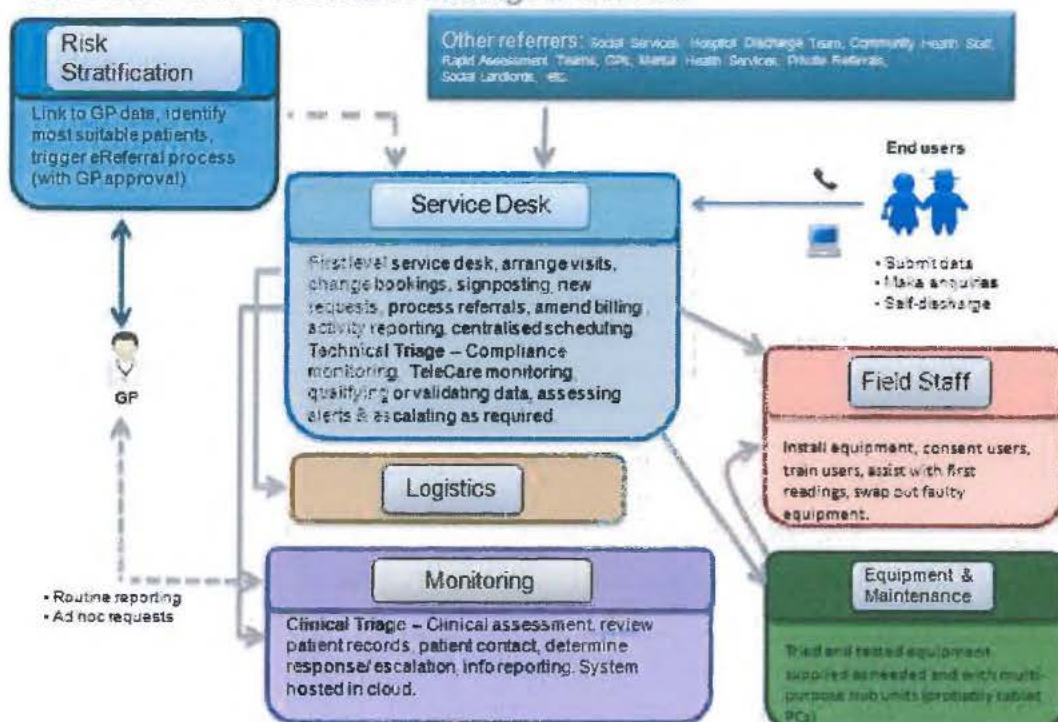 Risk
Stratification
Link to GP data, identify
most suitable patients,
trigger eReferral process
(with GP approval)
Other referrers: Social Services, Hospital Discharge Team, Community Health Staff,
Rapid Assessment Teams, GPs, Mental Health Services, Private Referrals,
Social Landlords, etc.
End users
• Submit data
• Make enquiries
• Self-discharge
Service Desk
First level service desk, arrange visits,
change bookings, signposting, new
requests, process referrals, amend billing
activity reporting, centralised scheduling
Technical Triage – Compliance
monitoring, TeleCare monitoring,
qualifying or validating data, assessing
alerts & escalating as required
GP
Field Staff
Install equipment, consent users,
train users, assist with first
readings, swap out faulty
equipment.
Logistics
• Routine reporting
• Ad hoc requests
Monitoring
Clinical Triage – Clinical assessment, review
patient records, patient contact, determine
response/escalation, info reporting. System
hosted in cloud.
Equipment &
Maintenance
Tried and tested equipment
supplied as needed and with multi-
purpose hub units (probably tablet
PCs)